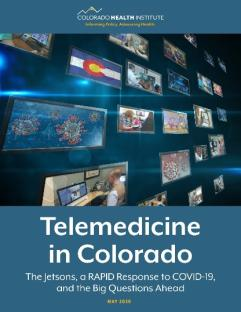 COLORADO HEALTH INSTITUTE
Informing Policy. Advancing Health.
Telemedicine
in Colorado
The Jetsons, a RAPID Response to COVID-19,
and the Big Questions Ahead
MAY 2020